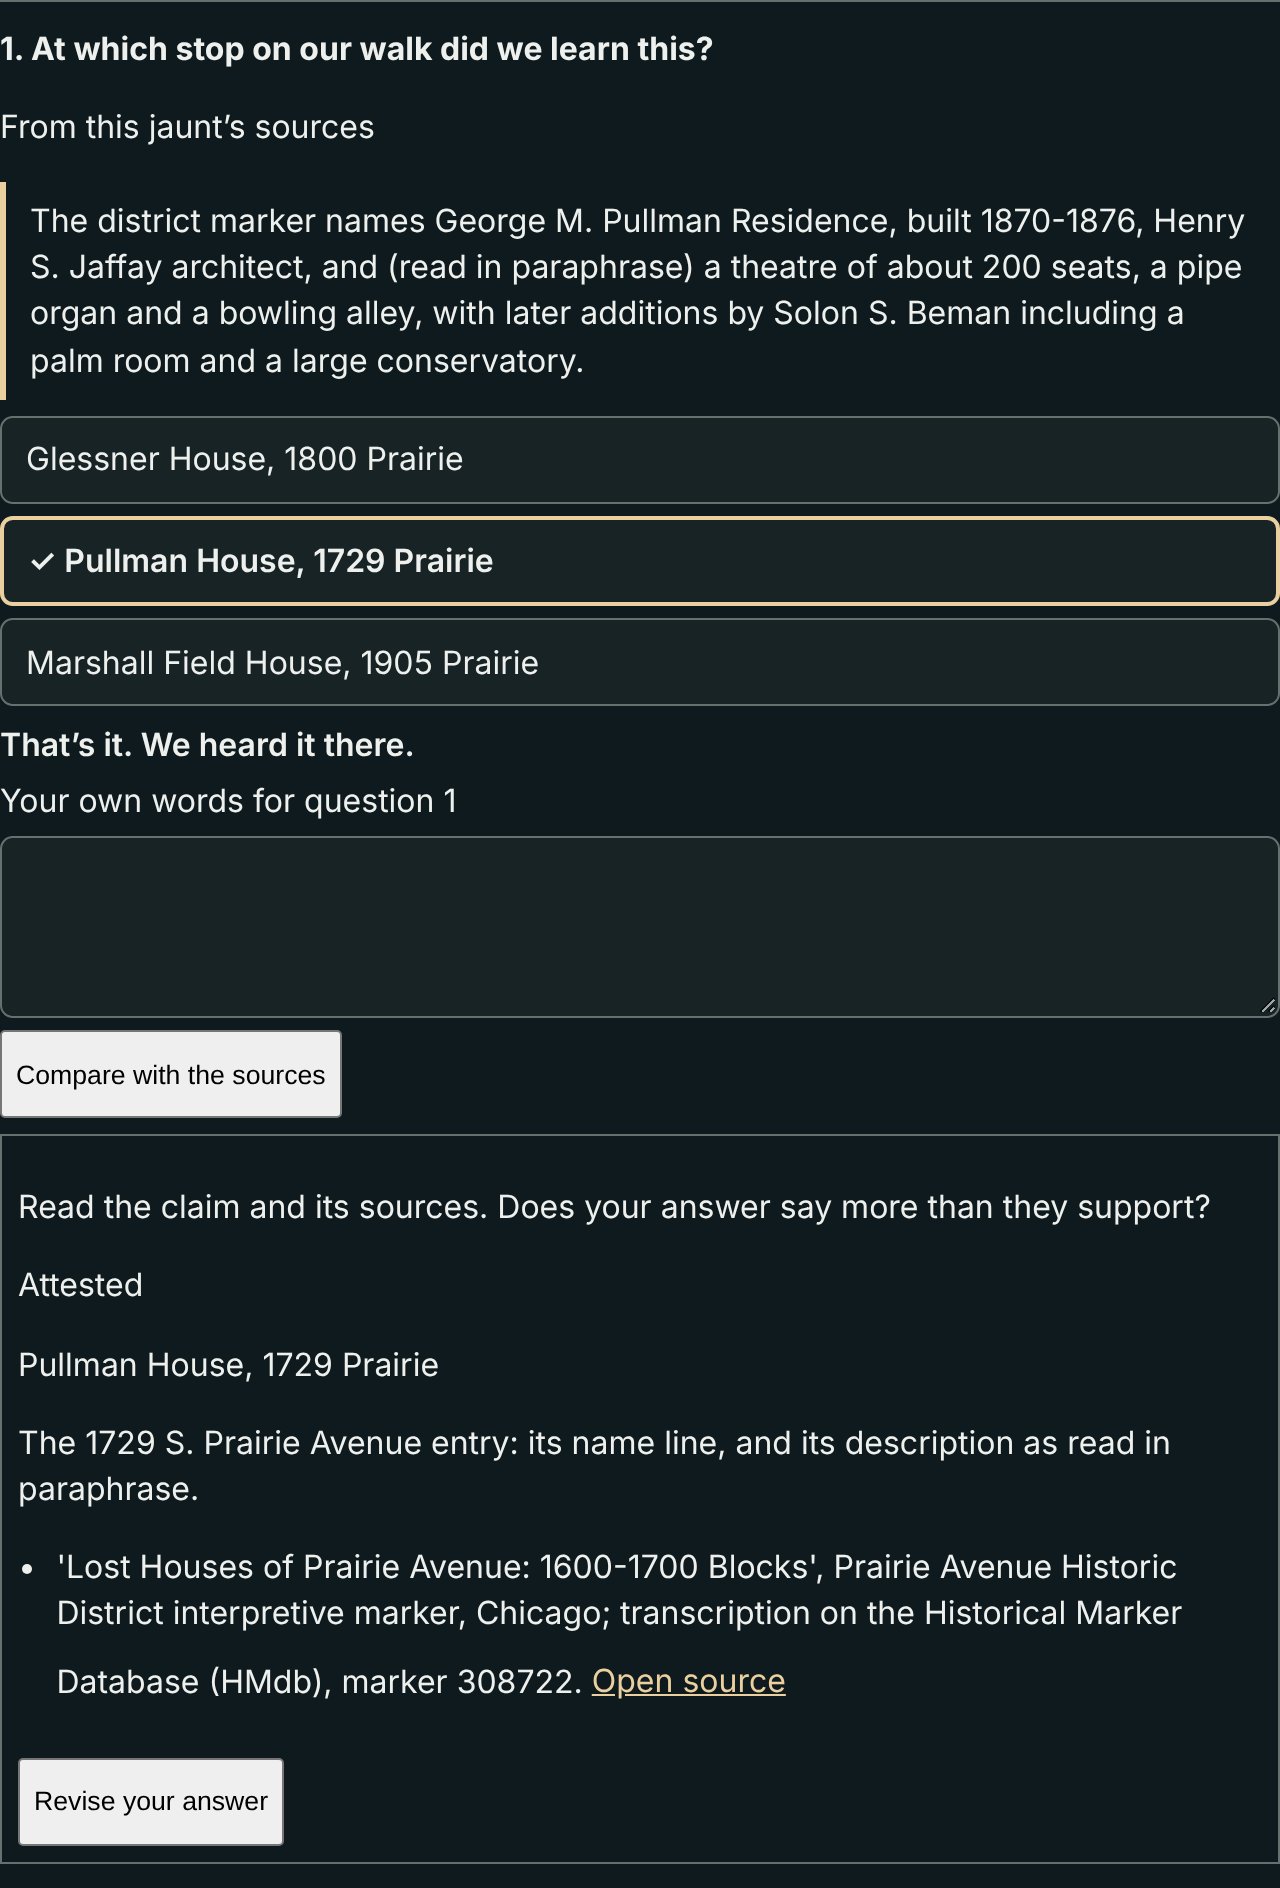 1. At which stop on our walk did we learn this?
From this jaunt’s sources
The district marker names George M. Pullman Residence, built 1870-1876, Henry
S. Jaffay architect, and (read in paraphrase) a theatre of about 200 seats, a pipe
organ and a bowling alley, with later additions by Solon S. Beman including a
palm room and a large conservatory.
Glessner House, 1800 Prairie
✓ Pullman House, 1729 Prairie
Marshall Field House, 1905 Prairie
That’s it. We heard it there.
Your own words for question 1
Compare with the sources
Read the claim and its sources. Does your answer say more than they support?
Attested
Pullman House, 1729 Prairie
The 1729 S. Prairie Avenue entry: its name line, and its description as read in
paraphrase.
• 'Lost Houses of Prairie Avenue: 1600-1700 Blocks', Prairie Avenue Historic
District interpretive marker, Chicago; transcription on the Historical Marker
Database (HMdb), marker 308722. Open source
Revise your answer